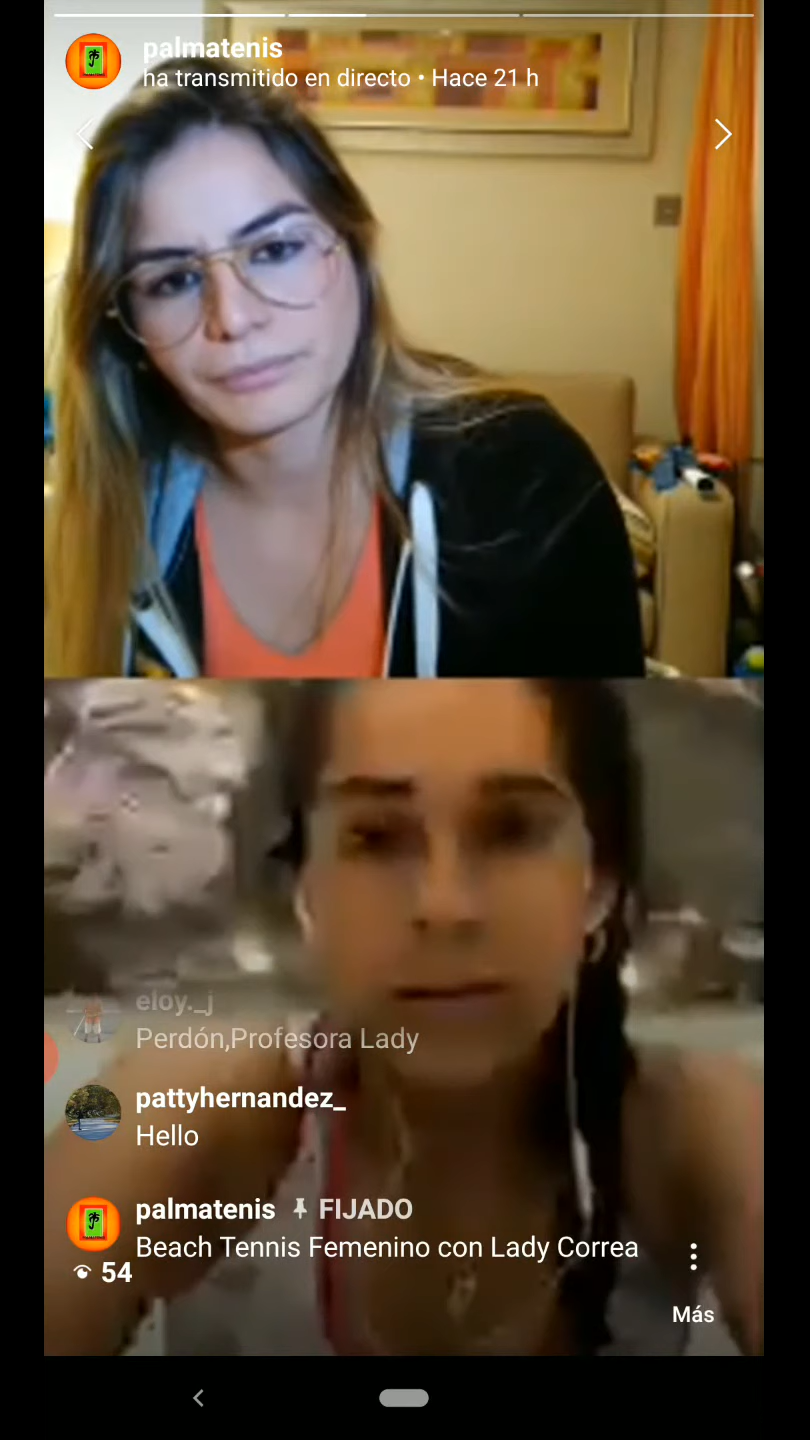 palmatenis
ha transmitido en directo • Hace 21 h
eloy._j
Perdón,Profesora Lady
pattyhernandez_
Hello
palmatenis FIJADO
Beach Tennis Femenino con Lady Correa
54
Más